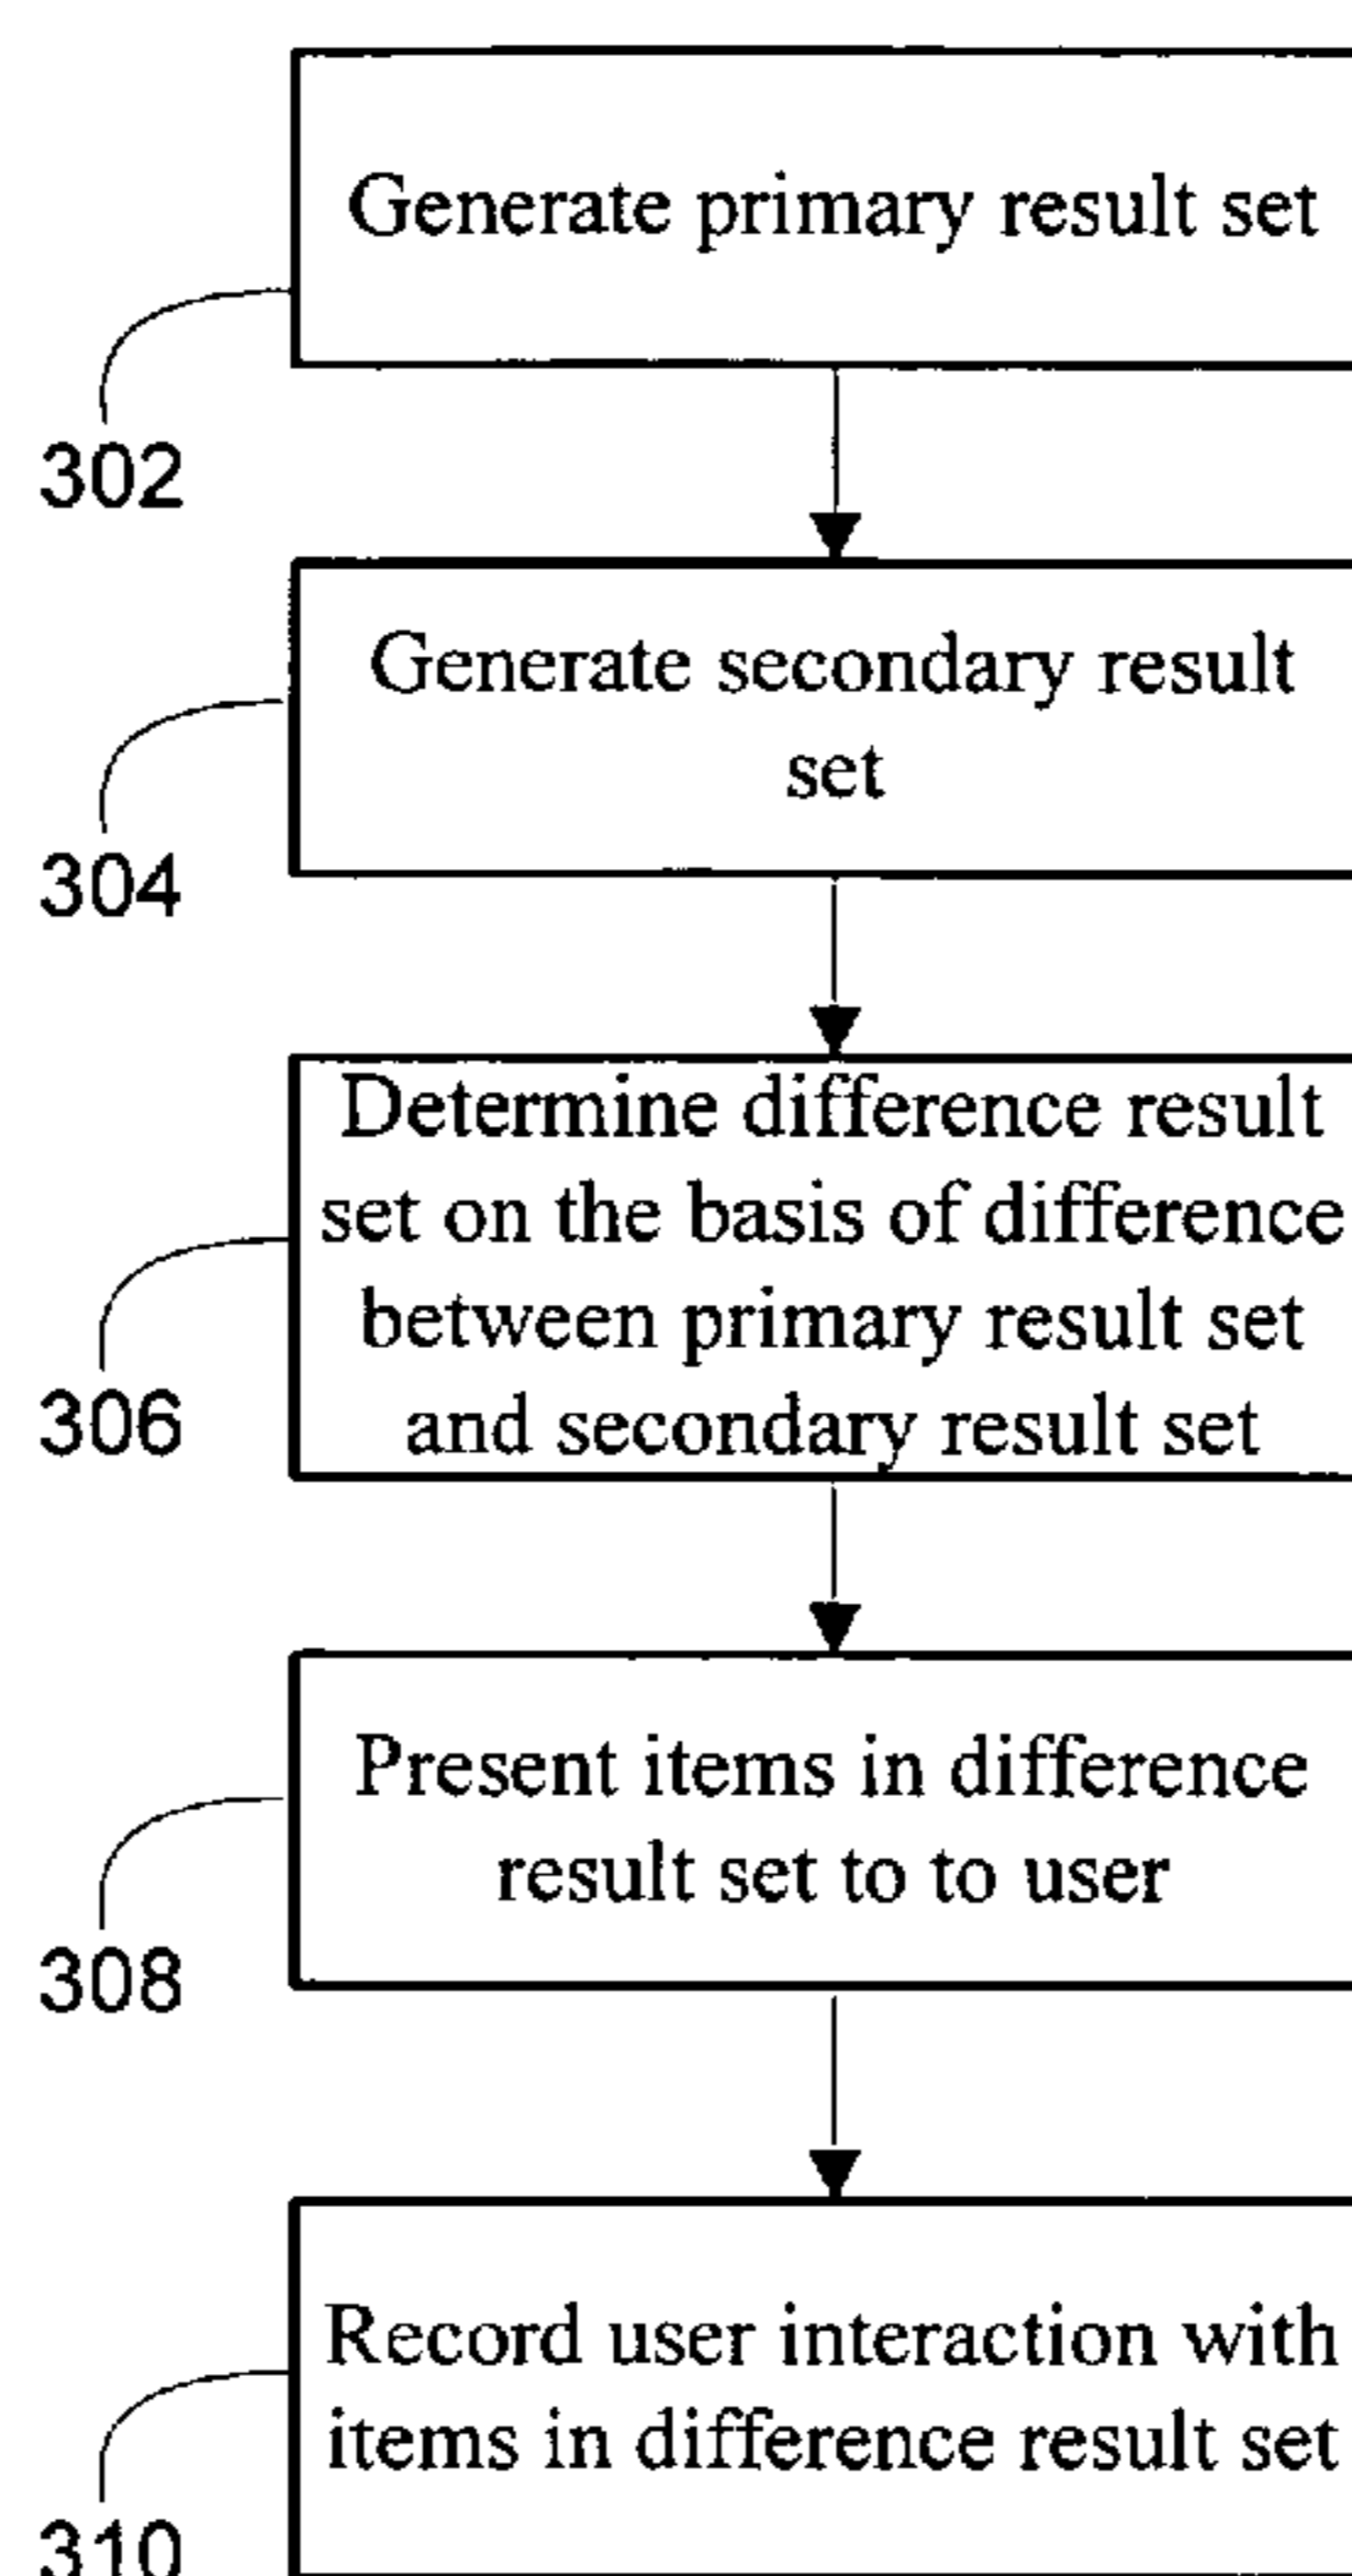 Generate primary result set
302
Generate secondary result
set
304
Determine difference result
set on the basis of difference
between primary result set
and secondary result set
306
Present items in difference
result set to to user
308
Record user interaction with
items in difference result set
310